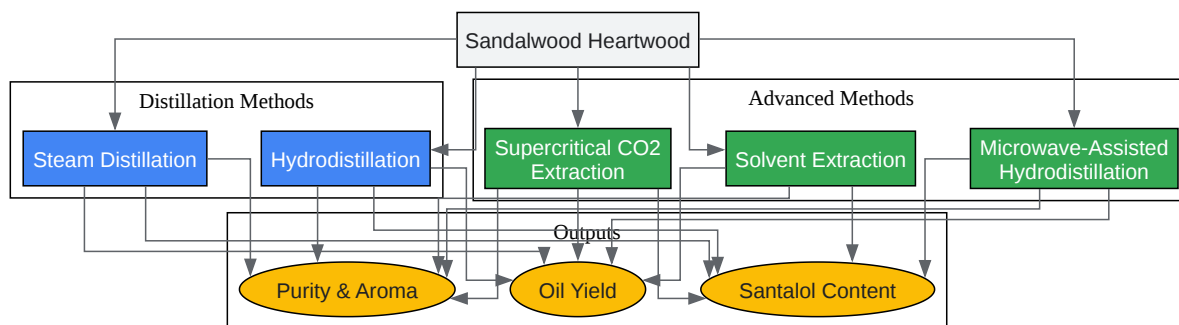 Sandalwood Heartwood
Distillation Methods
Advanced Methods
Steam Distillation
Hydrodistillation
Supercritical CO2
Extraction
Solvent Extraction
Microwave-Assisted
Hydrodistillation
Outputs
Purity & Aroma
Oil Yield
Santalol Content